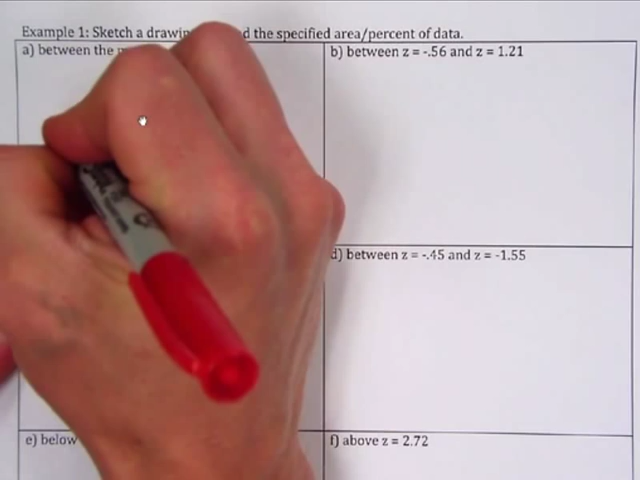 Example 1: Sketch a drawin d the specified area/percent of data.
a) between the
b) between z = -.56 and z = 1.21
d) between z = -.45 and z = -1.55
e) below
f) above z = 2.72